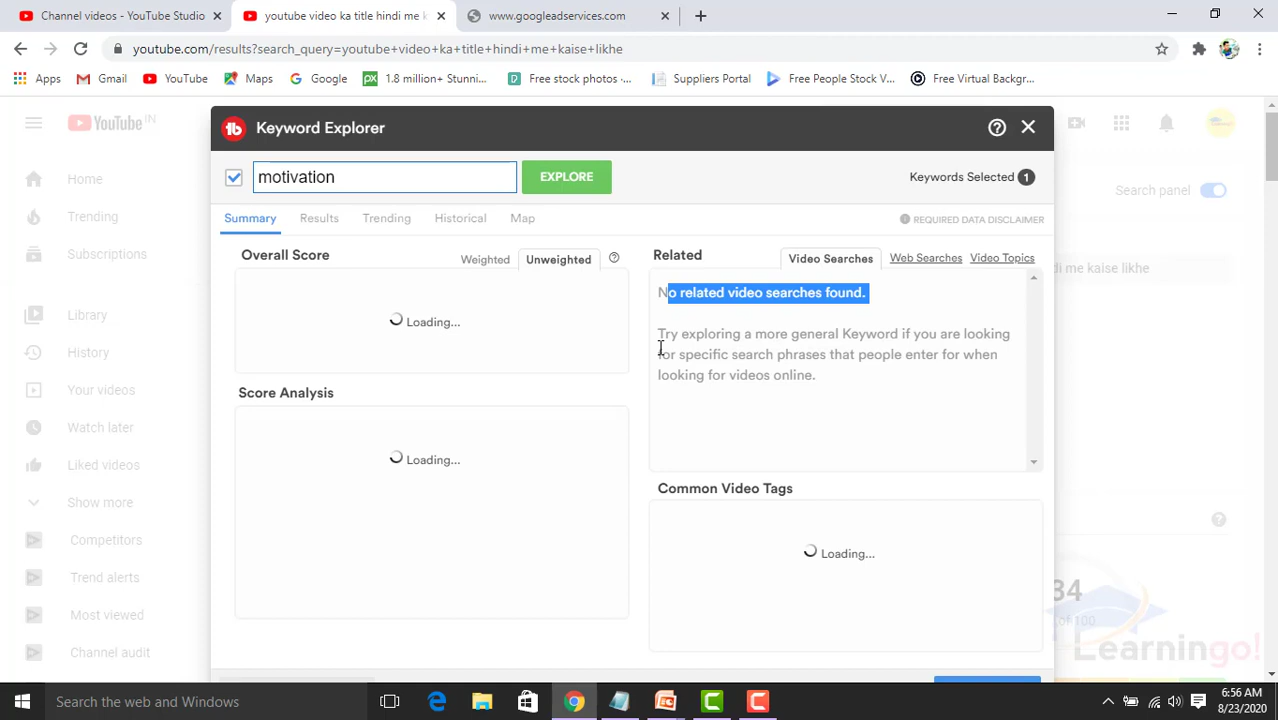 Channel videos - YouTube Studio
youtube video ka title hindi me k
www.googleadservices.com
youtube.com/results?search_query=youtube+video+ka+title+hindi+me+kaise+likhe
Apps
Gmail
YouTube
Maps
Google
1.8 million+ Stunni...
Free stock photos ·...
Suppliers Portal
Free People Stock V...
Free Virtual Backgr...
YouTube IN
Keyword Explorer
motivation
EXPLORE
Keywords Selected 1
Search panel
Summary
Results
Trending
Historical
Map
REQUIRED DATA DISCLAIMER
Overall Score
Weighted
Unweighted
Loading...
Score Analysis
Loading...
Related
Video Searches
Web Searches
Video Topics
No related video searches found.
Try exploring a more general Keyword if you are looking
for specific search phrases that people enter for when
looking for videos online.
Common Video Tags
Loading...
Home
Trending
Subscriptions
Library
History
Your videos
Watch later
Liked videos
Show more
Competitors
Trend alerts
Most viewed
Channel audit
di me kaise likhe
34
of 100
Learningo!
Search the web and Windows
6:56 AM
8/23/2020